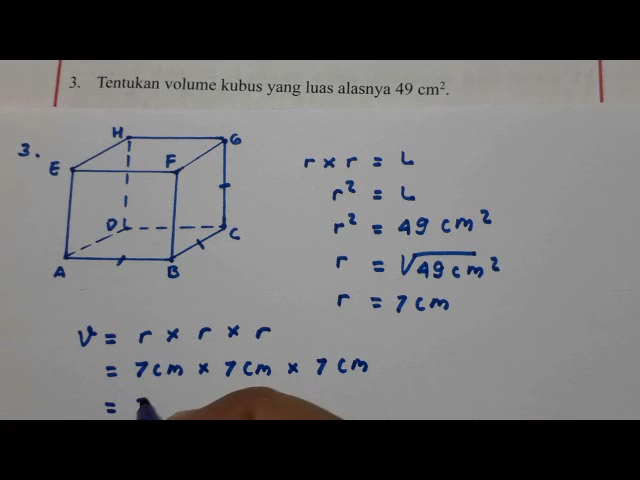 3. Tentukan volume kubus yang luas alasnya 49 cm².
3.
H
G
E
F
D
C
A
B
r x r = L
r² = L
r² = 49 cm²
r = √49 cm²
r = 7 cm
V = r x r x r
= 7 cm x 7 cm x 7 cm
=